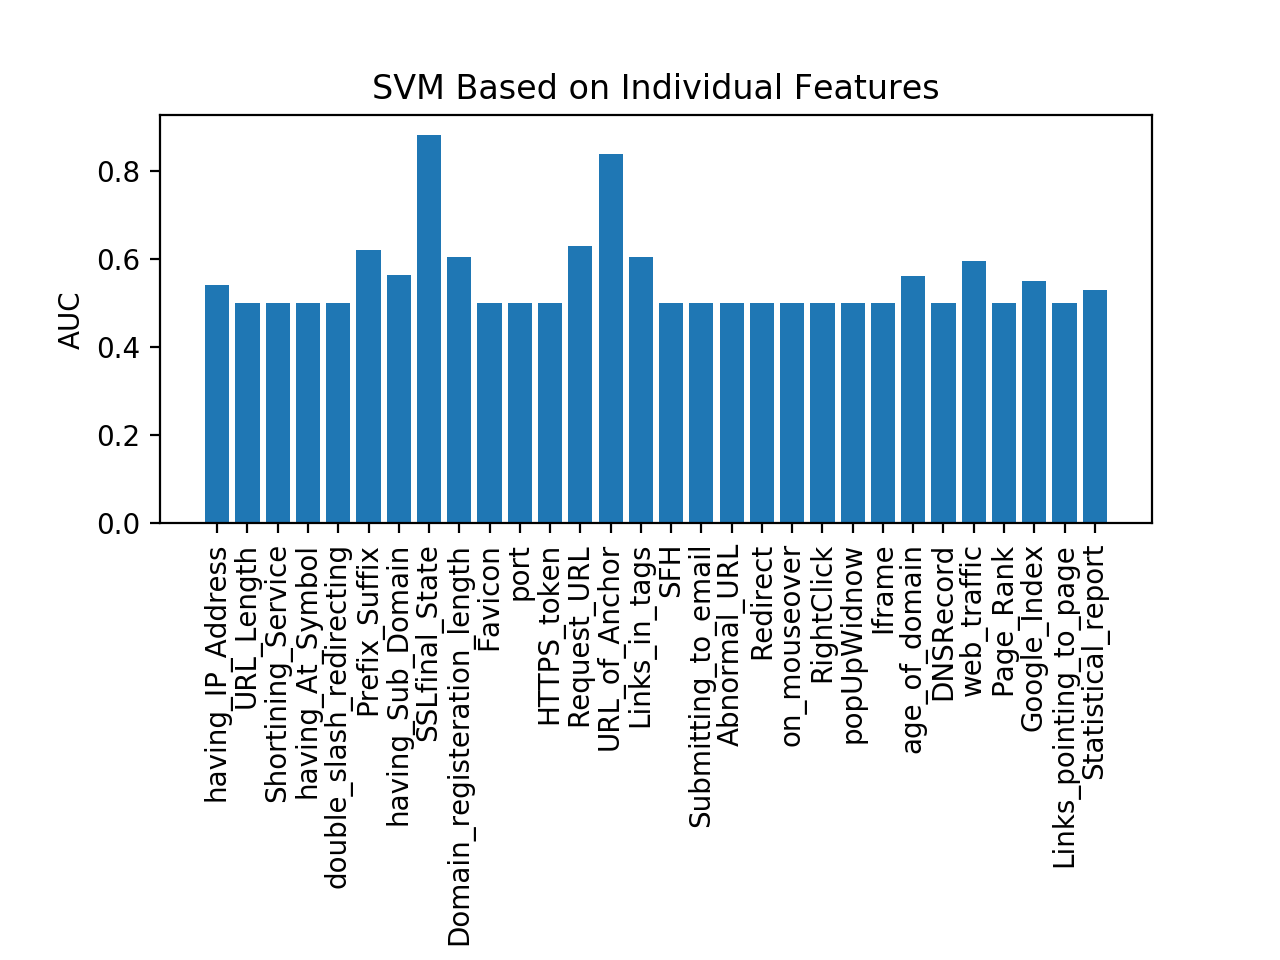 SVM Based on Individual Features
AUC
0.8
0.6
0.4
0.2
0.0
having_IP_Address
URL_Length
Shortining_Service
having_At_Symbol
double_slash_redirecting
Prefix_Suffix
having_Sub_Domain
SSLfinal_State
Domain_registeration_length
Favicon
port
HTTPS_token
Request_URL
URL_of_Anchor
Links_in_tags
SFH
Submitting_to_email
Abnormal_URL
Redirect
on_mouseover
RightClick
popUpWidnow
Iframe
age_of_domain
DNSRecord
web_traffic
Page_Rank
Google_Index
Links_pointing_to_page
Statistical_report